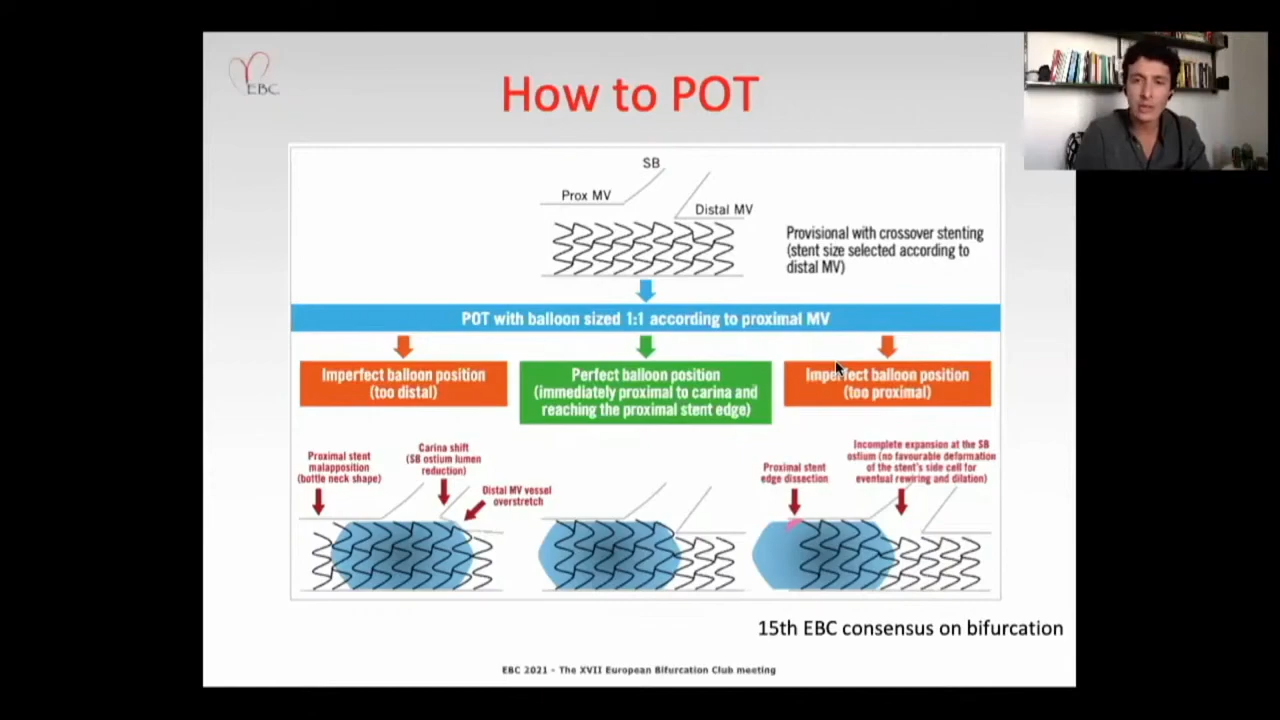 EBC
How to POT
SB
Prox MV
Distal MV
Provisional with crossover stenting
(stent size selected according to
distal MV)
POT with balloon sized 1:1 according to proximal MV
Imperfect balloon position
(too distal)
Perfect balloon position
(immediately proximal to carina and
reaching the proximal stent edge)
Imperfect balloon position
(too proximal)
Proximal stent
malapposition
(bottle neck shape)
Carina shift
(SB ostium lumen
reduction)
Distal MV vessel
overstretch
Proximal stent
edge dissection
Incomplete expansion at the SB
ostium (no favourable deformation
of the stent's side cell for
eventual rewiring and dilation)
15th EBC consensus on bifurcation
EBC 2021 - The XVII European Bifurcation Club meeting